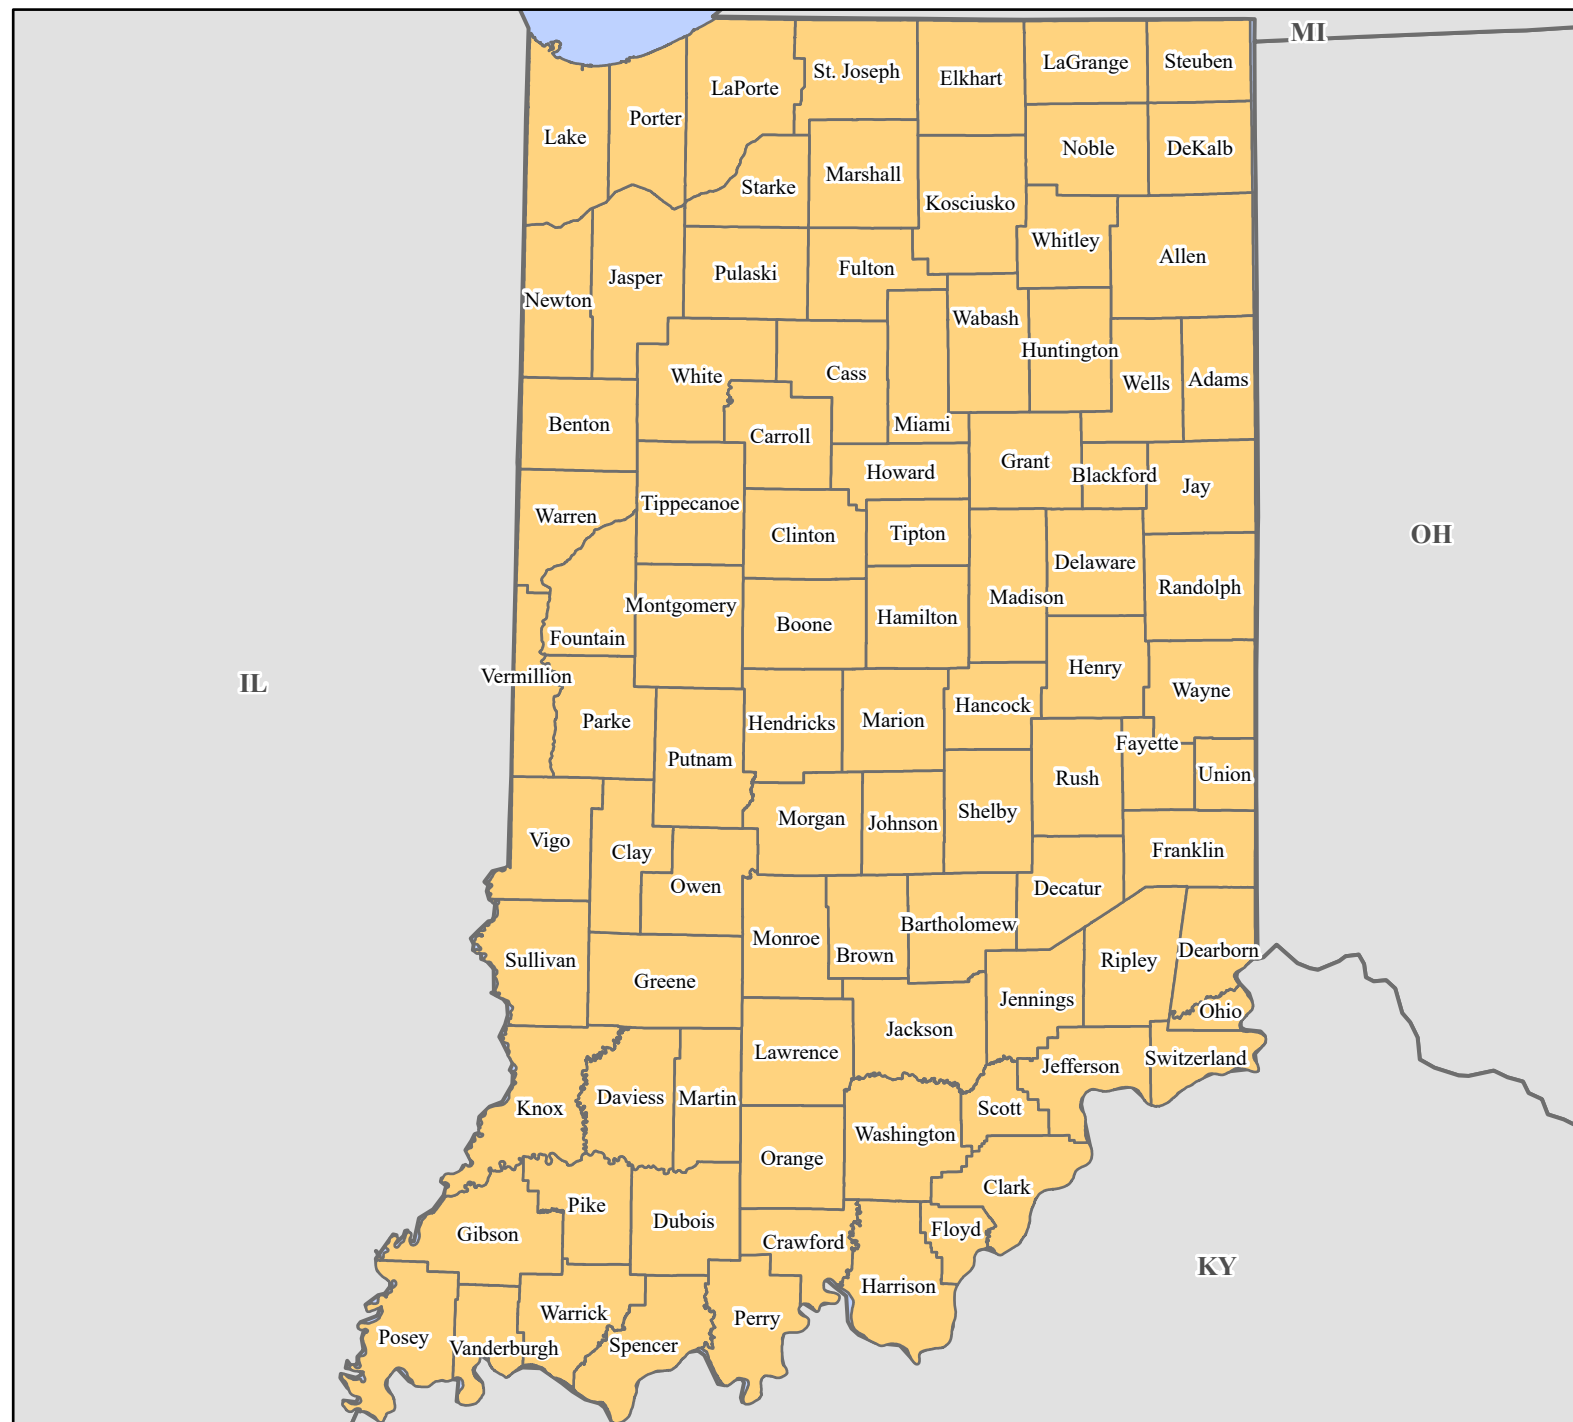 MI
LaGrange
Steuben
St. Joseph
Elkhart
LaPorte
Porter
Lake
Noble
DeKalb
Marshall
Starke
Kosciusko
Whitley
Allen
Fulton
Pulaski
Jasper
Newton
Wabash
Huntington
White
Cass
Wells
Adams
Benton
Miami
Carroll
Grant
Howard
Blackford
Jay
Tippecanoe
Warren
Clinton
Tipton
OH
Delaware
Randolph
Madison
Montgomery
Hamilton
Boone
Fountain
Henry
Vermillion
IL
Wayne
Hancock
Parke
Hendricks
Marion
Fayette
Putnam
Rush
Union
Shelby
Morgan
Johnson
Vigo
Clay
Franklin
Owen
Decatur
Bartholomew
Monroe
Brown
Dearborn
Sullivan
Ripley
Greene
Jennings
Ohio
Jackson
Lawrence
Switzerland
Jefferson
Daviess
Martin
Knox
Scott
Washington
Orange
Clark
Pike
Dubois
Floyd
Gibson
Crawford
KY
Harrison
Warrick
Perry
Posey
Spencer
Vanderburgh